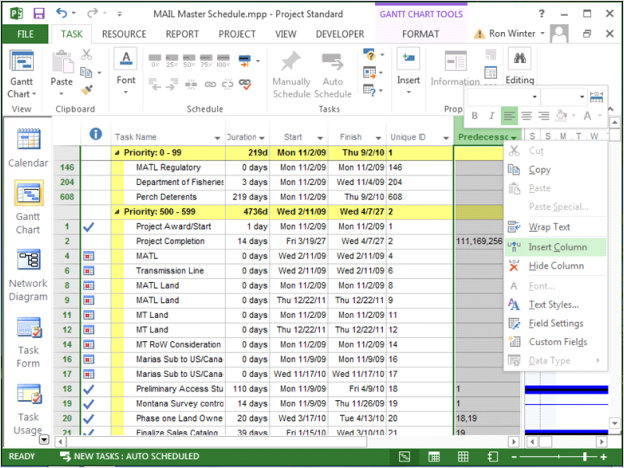 MAIL Master Schedule.mpp - Project Standard
GANTT CHART TOOLS
FILE TASK RESOURCE REPORT PROJECT VIEW DEVELOPER FORMAT Ron Winter
Gantt Chart
Paste
Font
Manually Schedule
Auto Schedule
Insert
Information
Editing
View Clipboard Schedule Tasks
B I A
Task Name Duration Start Finish Unique ID Predecesso S S M T W
Priority: 0 - 99 219d Mon 11/2/09 Thu 9/2/10 1
146 MATL Regulatory 0 days Mon 11/2/09 Mon 11/2/09 146
204 Department of Fisheries 3 days Mon 11/2/09 Wed 11/4/09 204
608 Perch Deterrents 219 days Mon 11/2/09 Thu 9/2/10 608
Priority: 500 - 599 4736d Wed 2/11/09 Wed 4/7/27 2
1 Project Award/Start 1 day Mon 11/2/09 Mon 11/2/09 1
2 Project Completion 14 days Fri 3/19/27 Wed 4/7/27 2 111,169,256
4 MATL 0 days Wed 2/11/09 Wed 2/11/09 4
6 Transmission Line 0 days Wed 2/11/09 Wed 2/11/09 6
8 MATL Land 0 days Mon 11/2/09 Mon 11/2/09 8
9 MATL Land 0 days Thu 12/22/11 Thu 12/22/11 9
11 MT Land 0 days Mon 11/2/09 Mon 11/2/09 11
12 MT Land 0 days Thu 12/22/11 Thu 12/22/11 12
14 MT RoW Consideration 0 days Mon 11/2/09 Mon 11/2/09 14
16 Marias Sub to US/Cana 0 days Mon 11/9/09 Mon 11/9/09 16
17 Marias Sub to US/Cana 0 days Wed 11/17/10 Wed 11/17/10 17
18 Preliminary Access Stu 110 days Mon 11/9/09 Fri 4/9/10 18 1
19 Montana Survey contro 14 days Mon 11/9/09 Thu 11/26/09 19 1
20 Phase one Land Owne 20 days Wed 3/17/10 Tue 4/13/10 20 18,19
21 Finalize Sales Catalog 39 days Fri 1/15/10 Wed 3/10/10 21 19
Calendar
Gantt Chart
Network Diagram
Task Form
Task Usage
Cut
Copy
Paste
Paste Special...
Wrap Text
Insert Column
Hide Column
Font...
Text Styles...
Field Settings
Custom Fields
Data Type
READY NEW TASKS : AUTO SCHEDULED